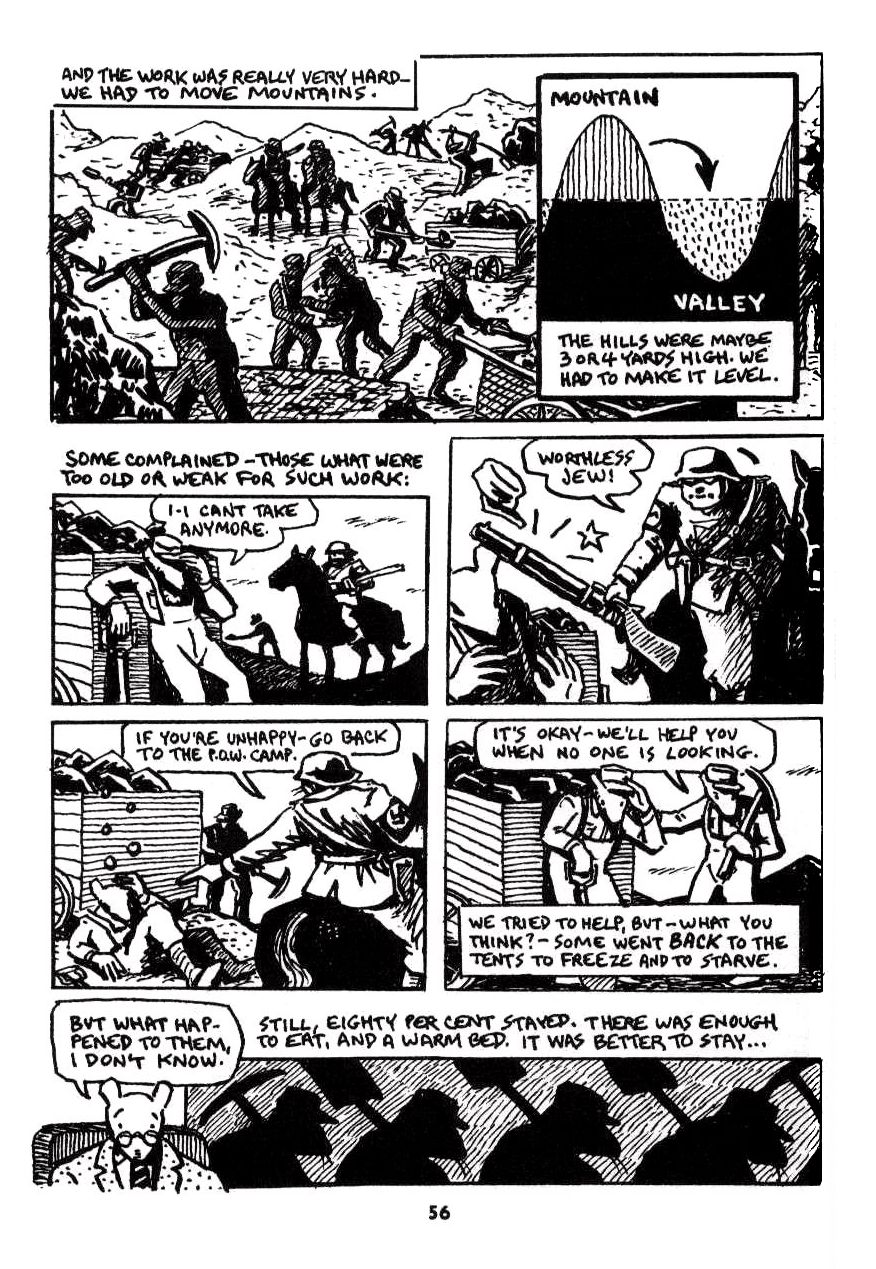 AND THE WORK WAS REALLY VERY HARD—
WE HAD TO MOVE MOUNTAINS.
MOUNTAIN
VALLEY
THE HILLS WERE MAYBE
3 OR 4 YARDS HIGH. WE
HAD TO MAKE IT LEVEL.
SOME COMPLAINED – THOSE WHAT WERE
TOO OLD OR WEAK FOR SUCH WORK:
I-I CAN'T TAKE
ANYMORE.
WORTHLESS
JEW!
IF YOU'RE UNHAPPY – GO BACK
TO THE P.O.W. CAMP.
IT'S OKAY – WE'LL HELP YOU
WHEN NO ONE IS LOOKING.
WE TRIED TO HELP, BUT – WHAT YOU
THINK? – SOME WENT BACK TO THE
TENTS TO FREEZE AND TO STARVE.
BUT WHAT HAP-
PENED TO THEM,
I DON'T KNOW.
STILL, EIGHTY PER CENT STAYED. THERE WAS ENOUGH
TO EAT, AND A WARM BED. IT WAS BETTER TO STAY...
56